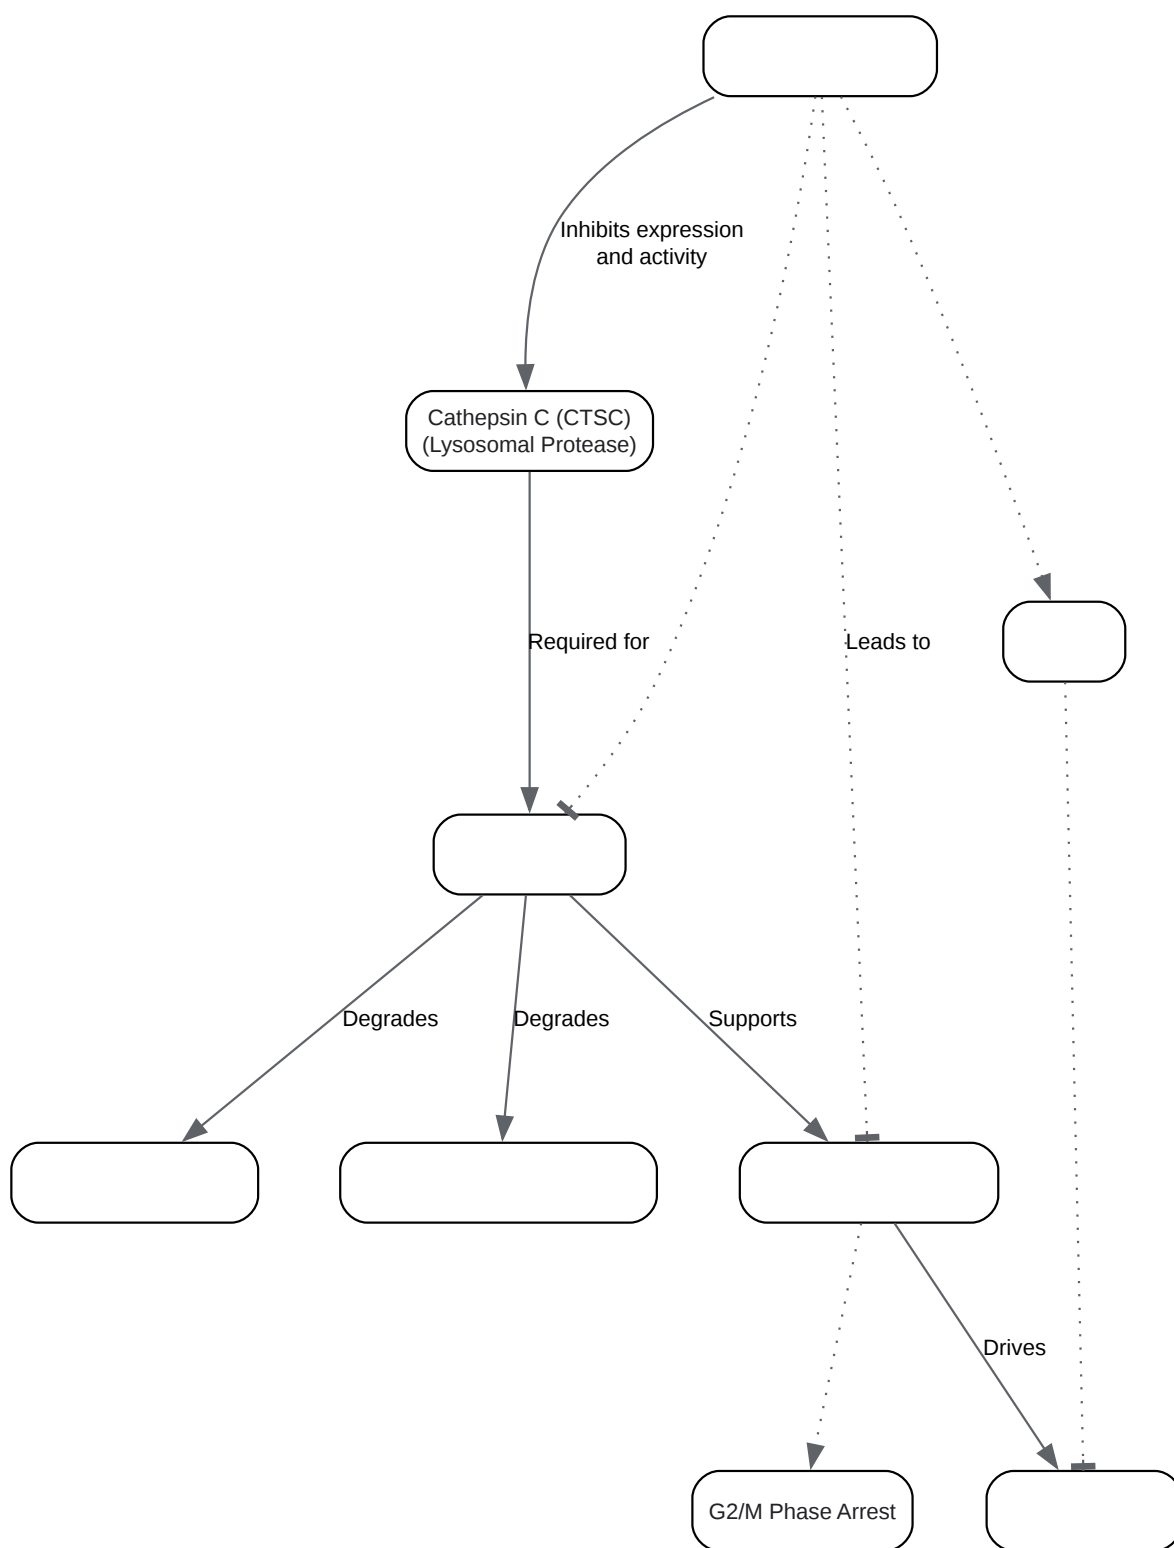 Inhibits expression
and activity
Cathepsin C (CTSC)
(Lysosomal Protease)
Required for
Leads to
Degrades
Degrades
Supports
Drives
G2/M Phase Arrest